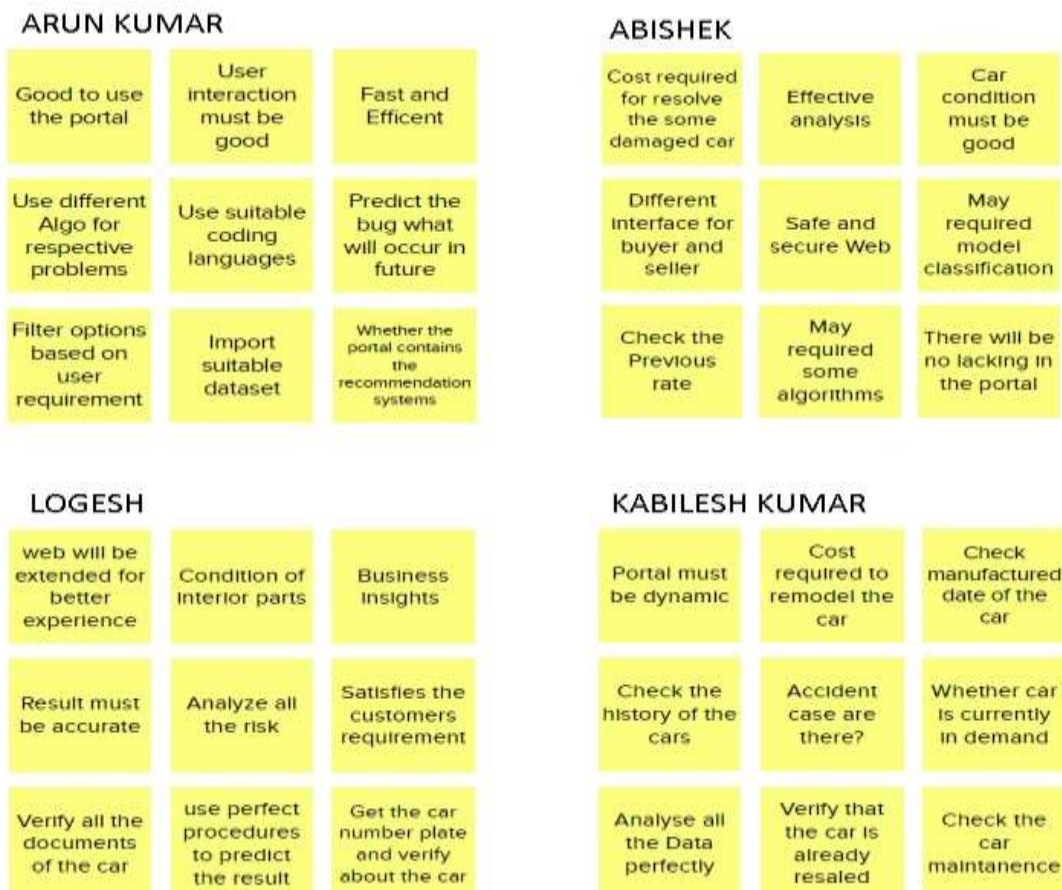 ARUN KUMAR
Good to use
the portal
User
interaction
must be
good
Fast and
Efficent
Use different
Algo for
respective
problems
Use suitable
coding
languages
Predict the
bug what
will occur in
future
Filter options
based on
user
requirement
Import
suitable
dataset
Whether the
portal contains
the
recommendation
systems
ABISHEK
Cost required
for resolve
the some
damaged car
Effective
analysis
Car
condition
must be
good
Different
interface for
buyer and
seller
Safe and
secure Web
May
required
model
classification
Check the
Previous
rate
May
required
some
algorithms
There will be
no lacking in
the portal
LOGESH
web will be
extended for
better
experience
Condition of
interior parts
Business
Insights
Result must
be accurate
Analyze all
the risk
Satisfies the
customers
requirement
Verify all the
documents
of the car
use perfect
procedures
to predict
the result
Get the car
number plate
and verify
about the car
KABILESH KUMAR
Portal must
be dynamic
Cost
required to
remodel the
car
Check
manufactured
date of the
car
Check the
history of the
cars
Accident
case are
there?
Whether car
is currently
in demand
Analyse all
the Data
perfectly
Verify that
the car is
already
resaled
Check the
car
maintanence